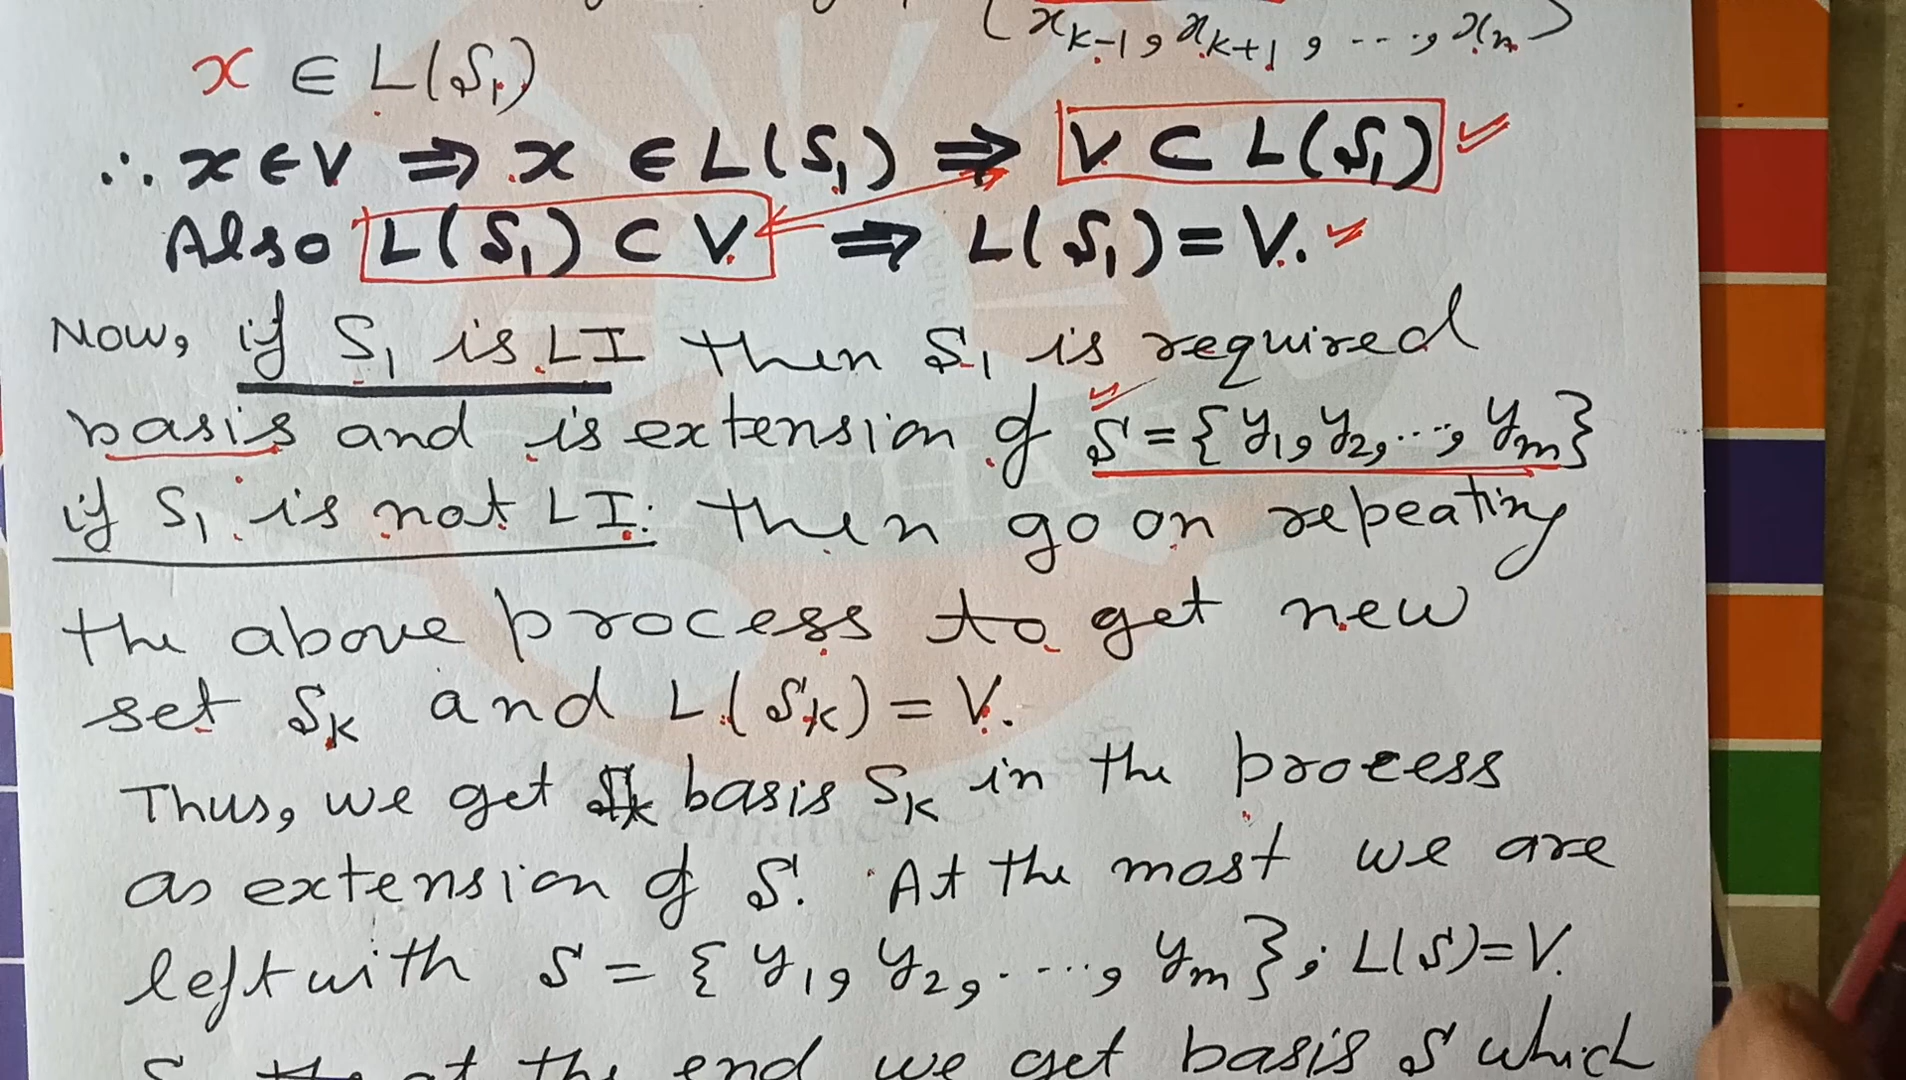 x_{k-1}, x_{k+1}, ..., x_n
x ∈ L(S₁)
∴ x ∈ V ⇒ x ∈ L(S₁) ⇒ V ⊂ L(S₁)
Also L(S₁) ⊂ V ⇒ L(S₁) = V.
Now, if S₁ is LI then S₁ is required
basis and is extension of S = {y₁, y₂, ..., yₘ}
if S₁ is not LI: then go on repeating
the above process to get new
set Sₖ and L(Sₖ) = V.
Thus, we get basis Sₖ in the process
as extension of S. At the most we are
left with S = {y₁, y₂, ...., yₘ}; L(S) = V.
at the end we get basis S which